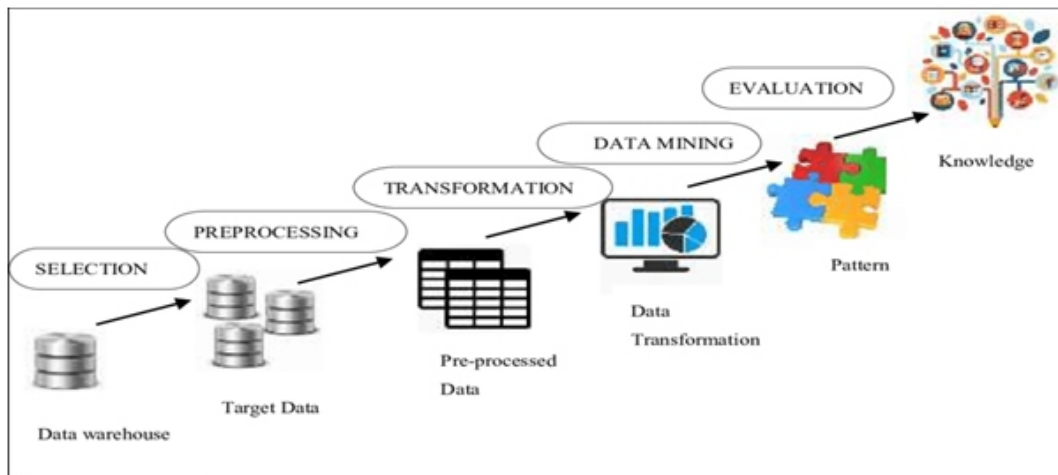 SELECTION
PREPROCESSING
TRANSFORMATION
DATA MINING
EVALUATION
Data warehouse
Target Data
Pre-processed
Data
Data
Transformation
Pattern
Knowledge